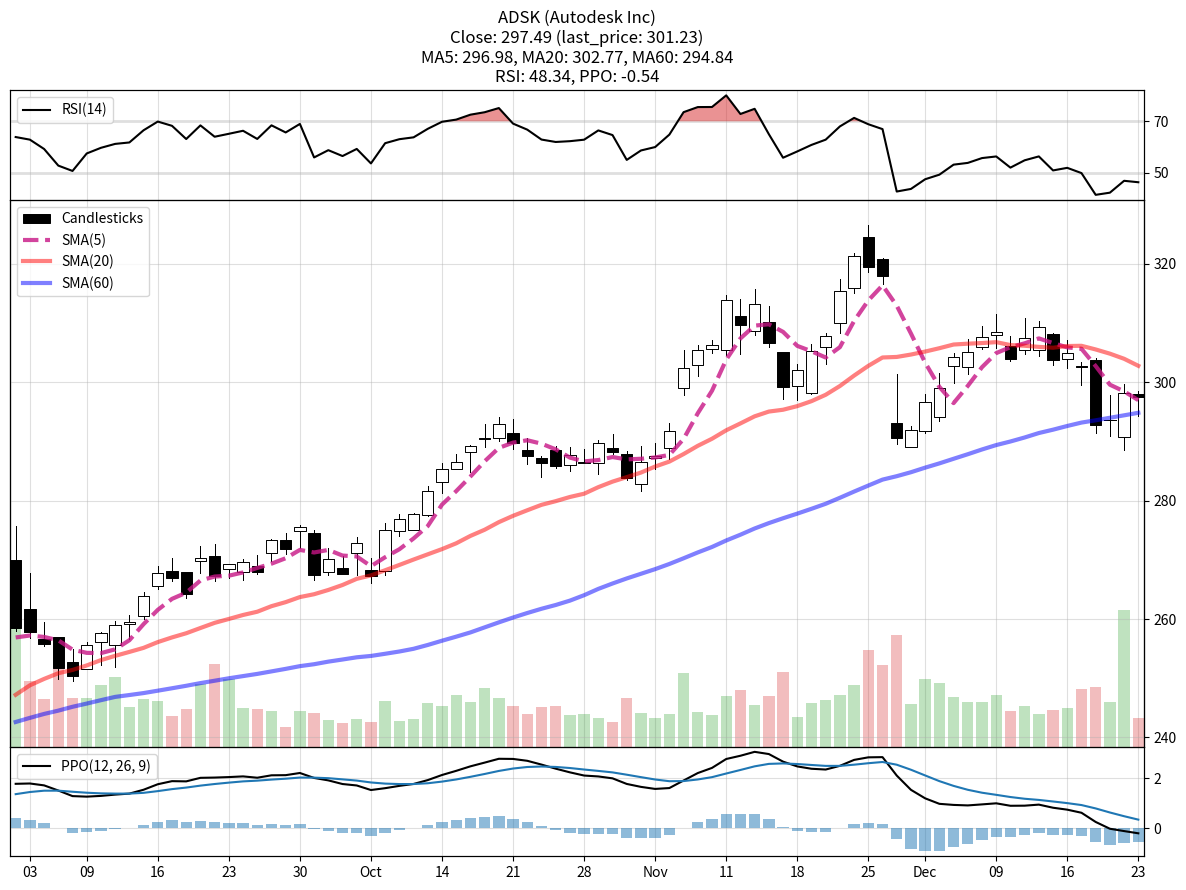 ADSK (Autodesk Inc)
Close: 297.49 (last_price: 301.23)
MA5: 296.98, MA20: 302.77, MA60: 294.84
RSI: 48.34, PPO: -0.54
RSI(14)
70
50
Candlesticks
SMA(5)
SMA(20)
SMA(60)
320
300
280
260
240
PPO(12, 26, 9)
2
0
03 09 16 23 30 Oct 14 21 28 Nov 11 18 25 Dec 09 16 23